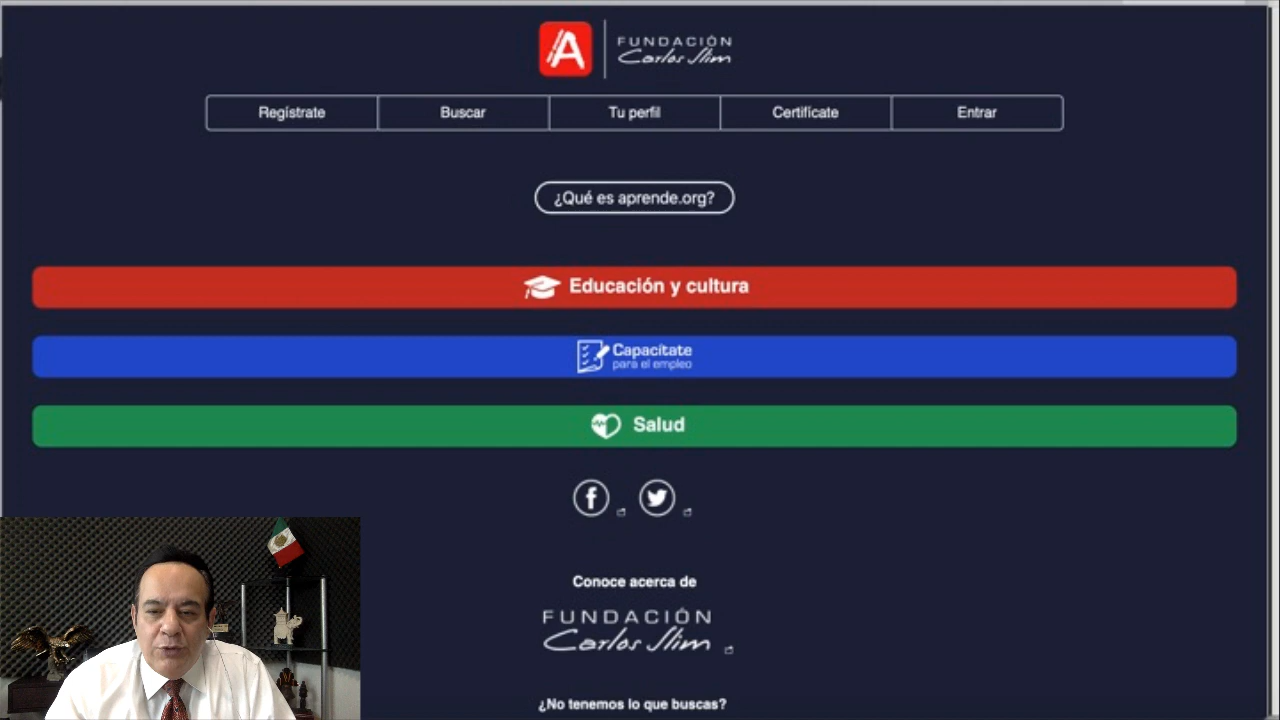 A
FUNDACIÓN
Carlos Slim
Regístrate
Buscar
Tu perfil
Certifícate
Entrar
¿Qué es aprende.org?
Educación y cultura
Capacítate
para el empleo
Salud
Conoce acerca de
FUNDACIÓN
Carlos Slim
¿No tenemos lo que buscas?